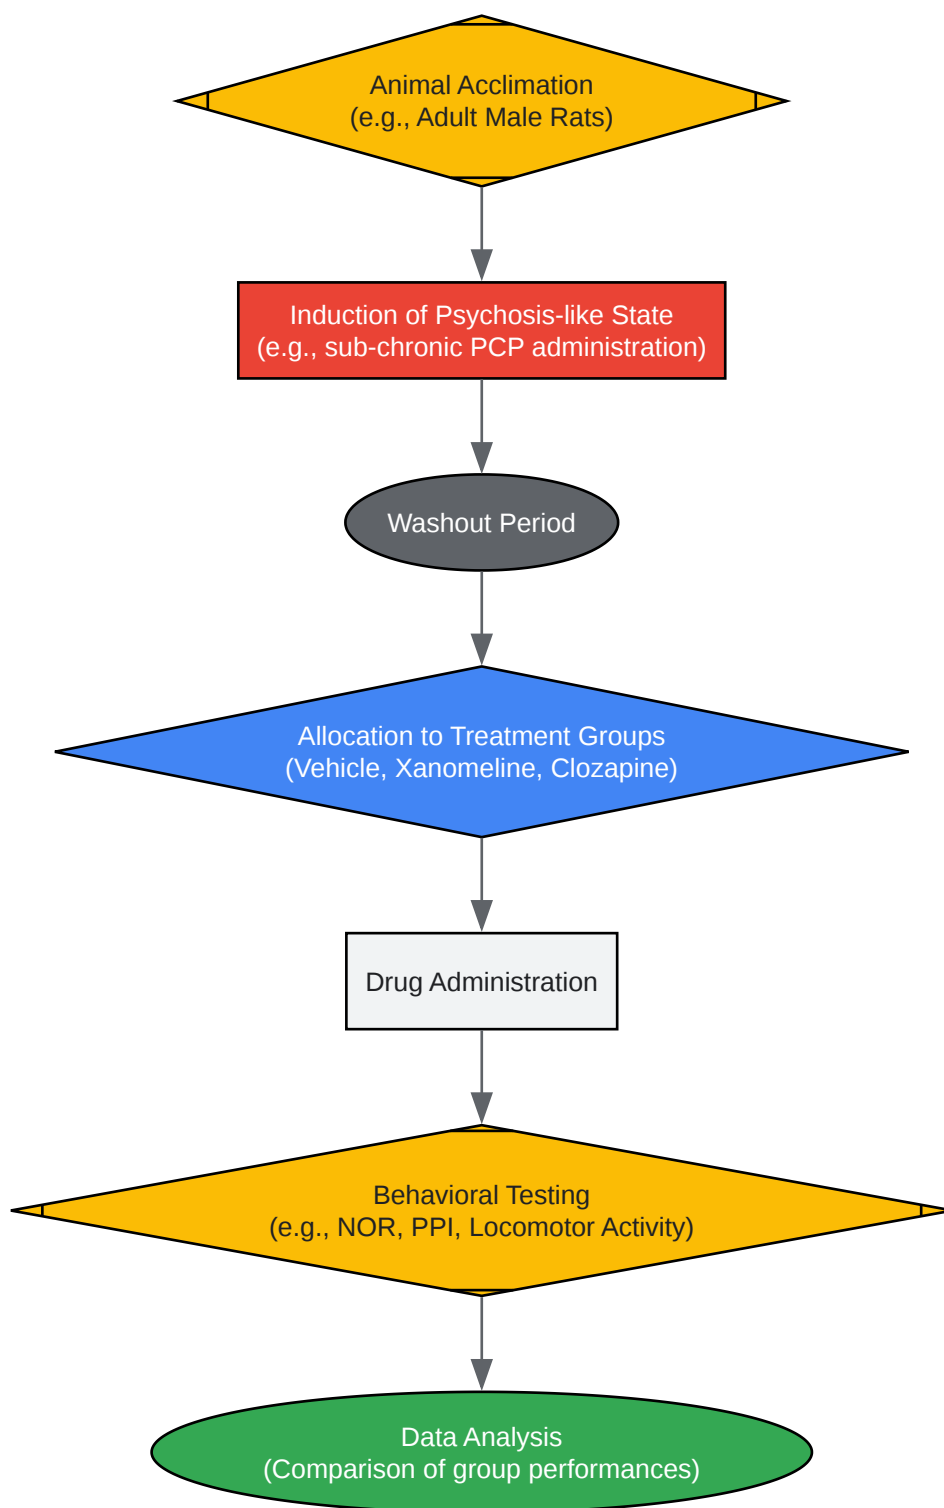 Animal Acclimation
(e.g., Adult Male Rats)
Induction of Psychosis-like State
(e.g., sub-chronic PCP administration)
Washout Period
Allocation to Treatment Groups
(Vehicle, Xanomeline, Clozapine)
Drug Administration
Behavioral Testing
(e.g., NOR, PPI, Locomotor Activity)
Data Analysis
(Comparison of group performances)